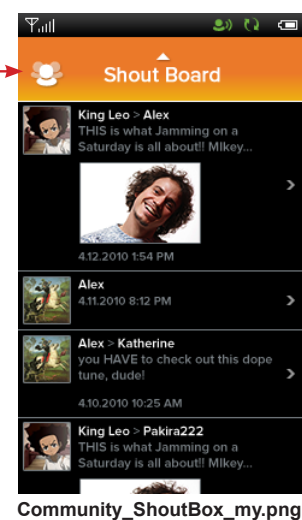 Shout Board
King Leo > Alex
THIS is what Jamming on a
Saturday is all about!! MIkey...
4.12.2010 1:54 PM
Alex
4.11.2010 8:12 PM
Alex > Katherine
you HAVE to check out this dope
tune, dude!
4.10.2010 10:25 AM
King Leo > Pakira222
THIS is what Jamming on a
Saturday is all about!! MIkey...
Community_ShoutBox_my.png